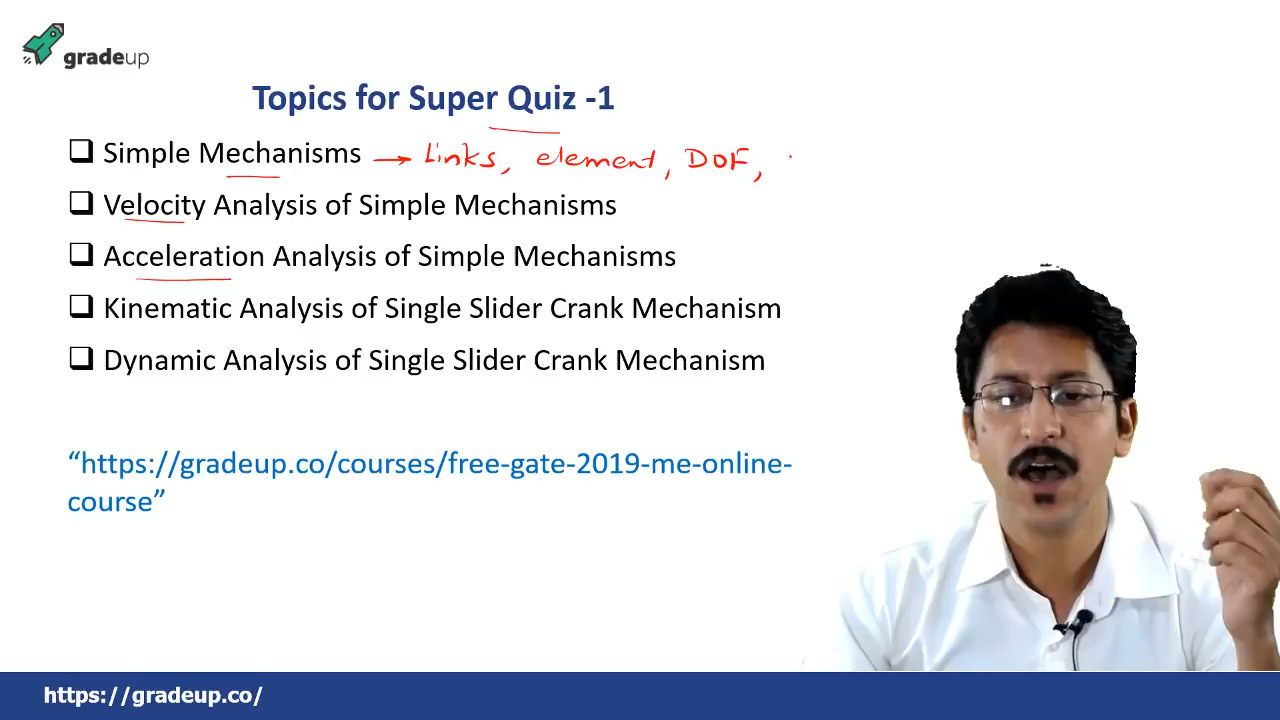 gradeup
Topics for Super Quiz -1
Simple Mechanisms → Links, element, DOF,
Velocity Analysis of Simple Mechanisms
Acceleration Analysis of Simple Mechanisms
Kinematic Analysis of Single Slider Crank Mechanism
Dynamic Analysis of Single Slider Crank Mechanism
“https://gradeup.co/courses/free-gate-2019-me-online-
course”
https://gradeup.co/